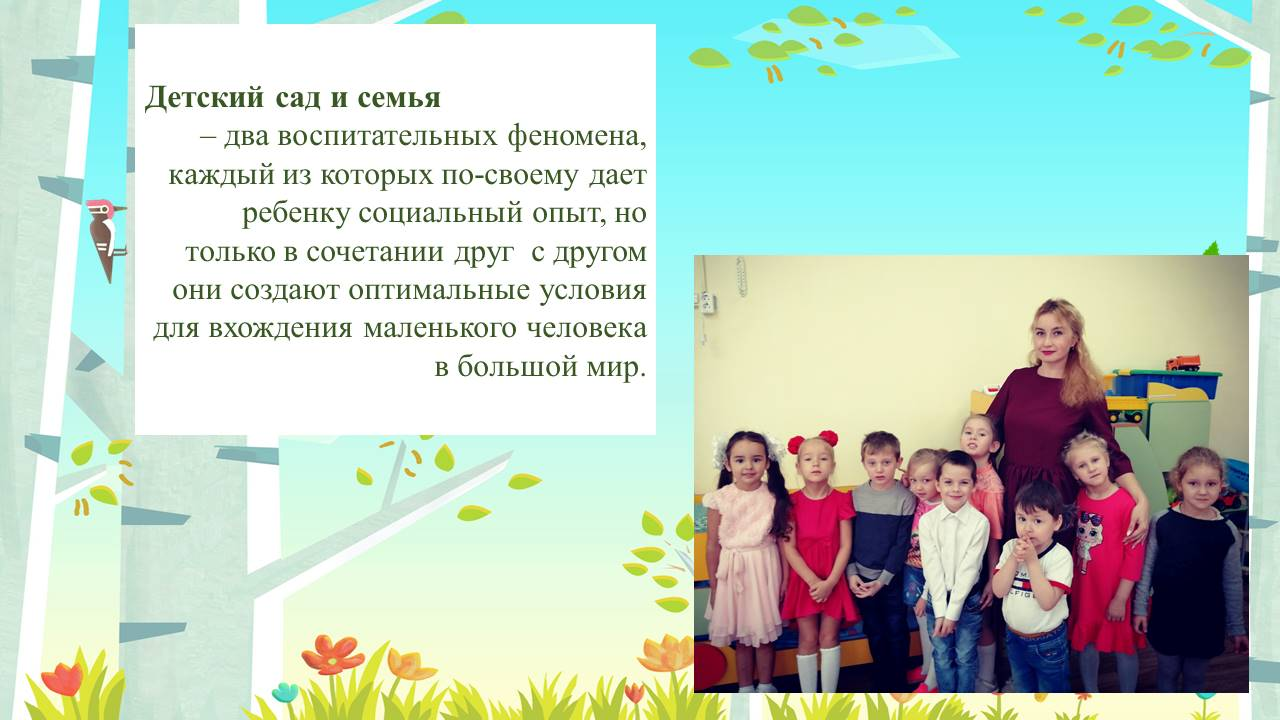 Детский сад и семья
– два воспитательных феномена,
каждый из которых по-своему дает
ребенку социальный опыт, но
только в сочетании друг  с другом
они создают оптимальные условия
для вхождения маленького человека
в большой мир.